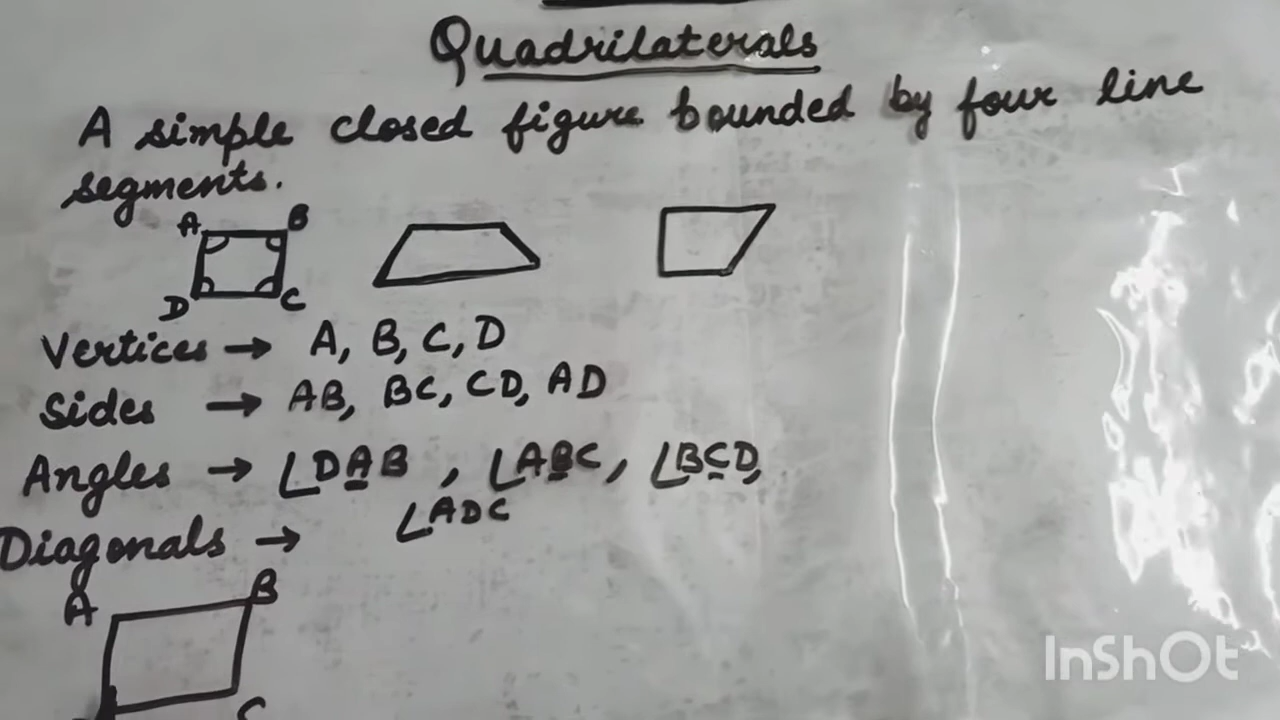 Quadrilaterals
A simple closed figure bounded by four line
segments.
A B
D C
Vertices → A, B, C, D
Sides → AB, BC, CD, AD
Angles → ∠DAB, ∠ABC, ∠BCD,
∠ADC
Diagonals →
A B
C
InShOt